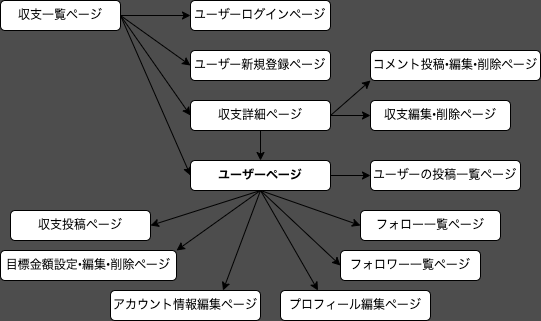 収支一覧ページ
ユーザーログインページ
ユーザー新規登録ページ
コメント投稿・編集・削除ページ
収支詳細ページ
収支編集・削除ページ
ユーザーページ
ユーザーの投稿一覧ページ
収支投稿ページ
フォロー一覧ページ
目標金額設定・編集・削除ページ
フォロワー一覧ページ
アカウント情報編集ページ
プロフィール編集ページ